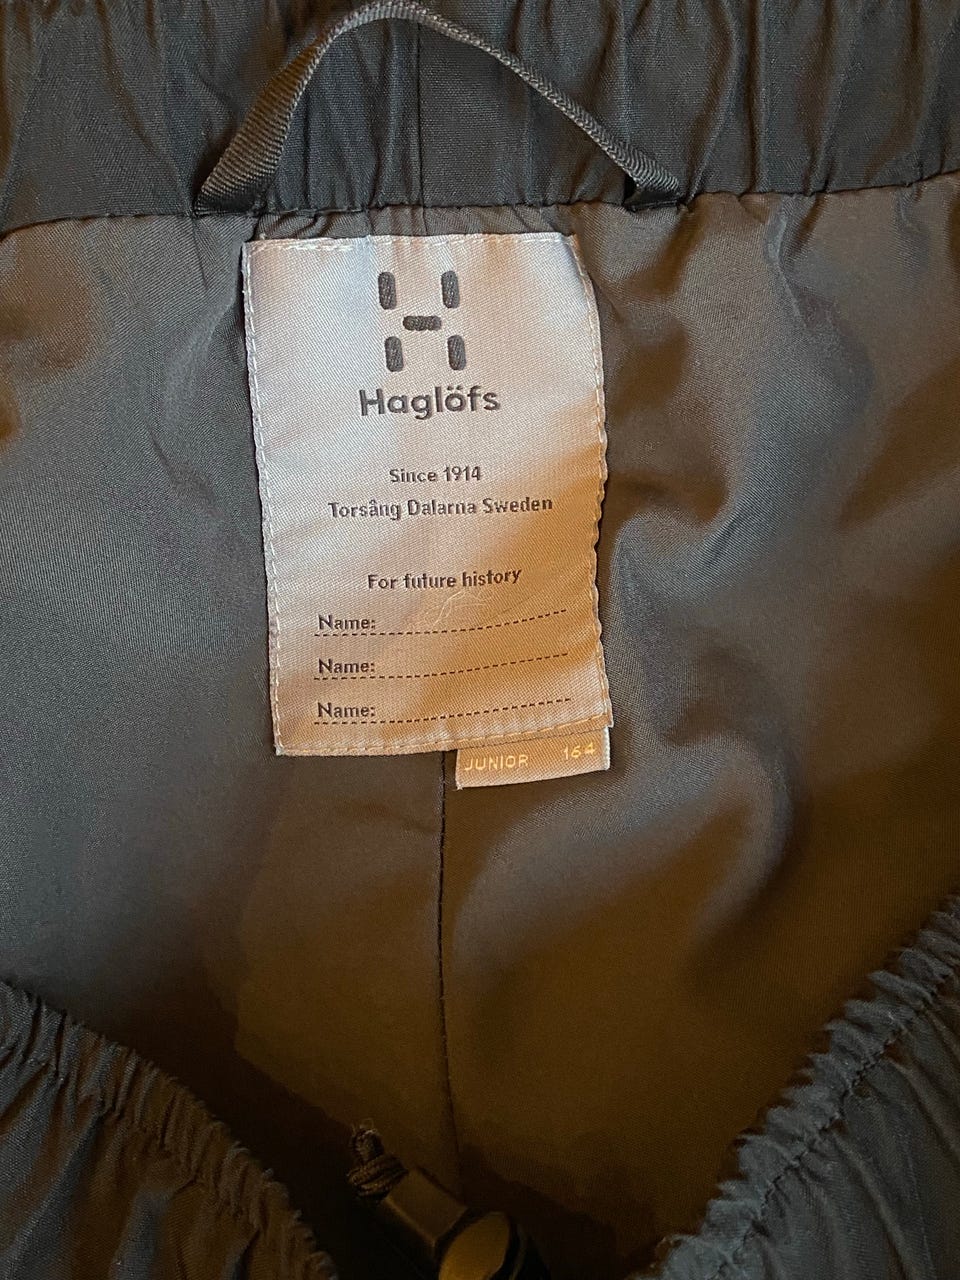 Haglöfs
Since 1914
Torsång Dalarna Sweden
For future history
Name:
Name:
Name:
JUNIOR 164